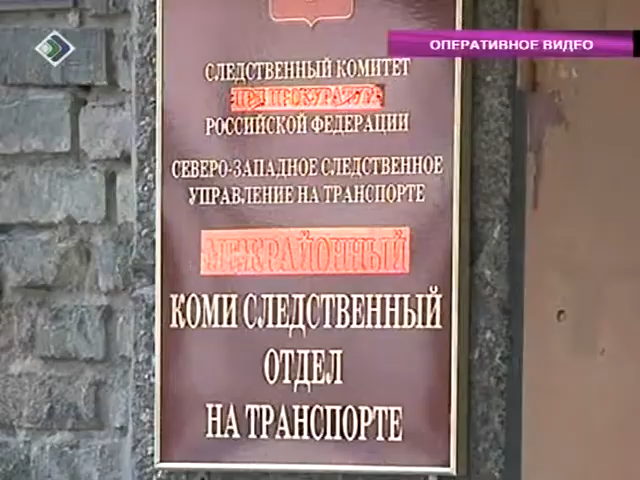 ОПЕРАТИВНОЕ ВИДЕО
СЛЕДСТВЕННЫЙ КОМИТЕТ
ПРИ ПРОКУРАТУРЕ
РОССИЙСКОЙ ФЕДЕРАЦИИ
СЕВЕРО-ЗАПАДНОЕ СЛЕДСТВЕННОЕ
УПРАВЛЕНИЕ НА ТРАНСПОРТЕ
МЕЖРАЙОННЫЙ
КОМИ СЛЕДСТВЕННЫЙ
ОТДЕЛ
НА ТРАНСПОРТЕ